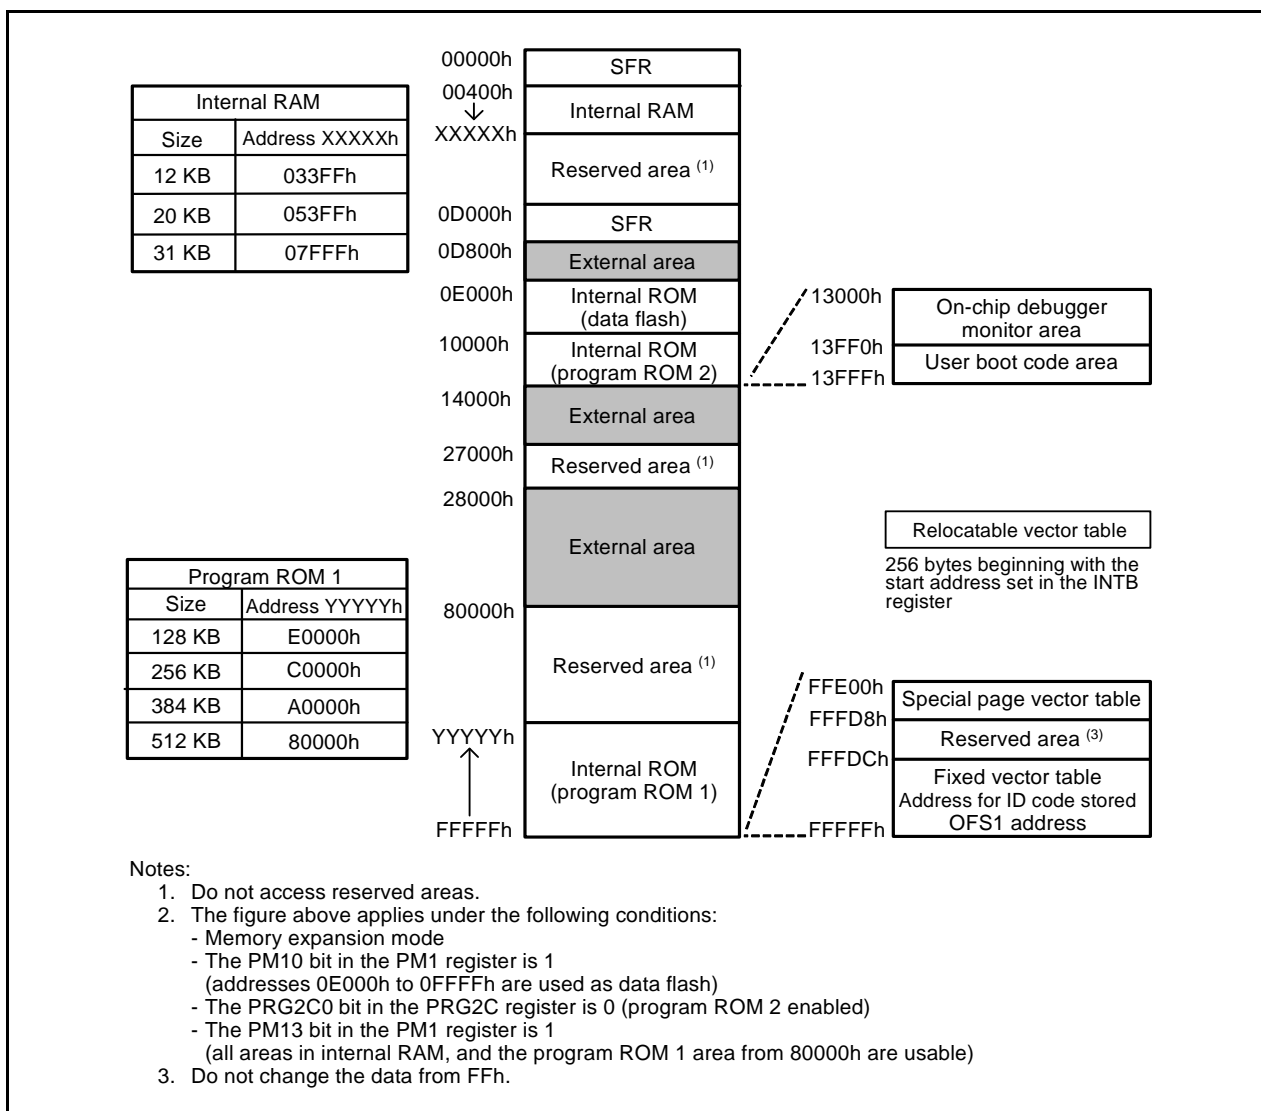 Internal RAM
Size Address XXXXXh
12 KB 033FFh
20 KB 053FFh
31 KB 07FFFh
Program ROM 1
Size Address YYYYYh
128 KB E0000h
256 KB C0000h
384 KB A0000h
512 KB 80000h
00000h
SFR
00400h
Internal RAM
XXXXXh
Reserved area (1)
0D000h
SFR
0D800h
External area
0E000h
Internal ROM
(data flash)
10000h
Internal ROM
(program ROM 2)
14000h
External area
27000h
Reserved area (1)
28000h
External area
80000h
Reserved area (1)
YYYYYh
Internal ROM
(program ROM 1)
FFFFFh
13000h
On-chip debugger
monitor area
13FF0h
User boot code area
13FFFh
Relocatable vector table
256 bytes beginning with the
start address set in the INTB
register
FFE00h
Special page vector table
FFFD8h
Reserved area (3)
FFFDCh
Fixed vector table
Address for ID code stored
OFS1 address
FFFFFh
Notes:
1. Do not access reserved areas.
2. The figure above applies under the following conditions:
- Memory expansion mode
- The PM10 bit in the PM1 register is 1
(addresses 0E000h to 0FFFFh are used as data flash)
- The PRG2C0 bit in the PRG2C register is 0 (program ROM 2 enabled)
- The PM13 bit in the PM1 register is 1
(all areas in internal RAM, and the program ROM 1 area from 80000h are usable)
3. Do not change the data from FFh.